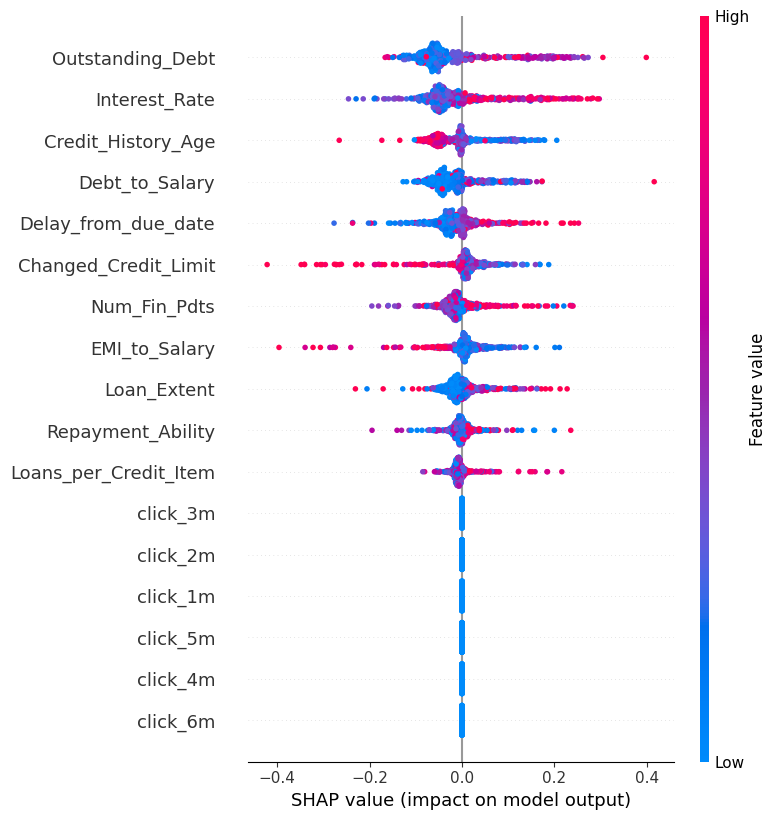 High
Outstanding_Debt
Interest_Rate
Credit_History_Age
Debt_to_Salary
Delay_from_due_date
Changed_Credit_Limit
Num_Fin_Pdts
EMI_to_Salary
Loan_Extent
Repayment_Ability
Loans_per_Credit_Item
click_3m
click_2m
click_1m
click_5m
click_4m
click_6m
Feature value
Low
−0.4 −0.2 0.0 0.2 0.4
SHAP value (impact on model output)